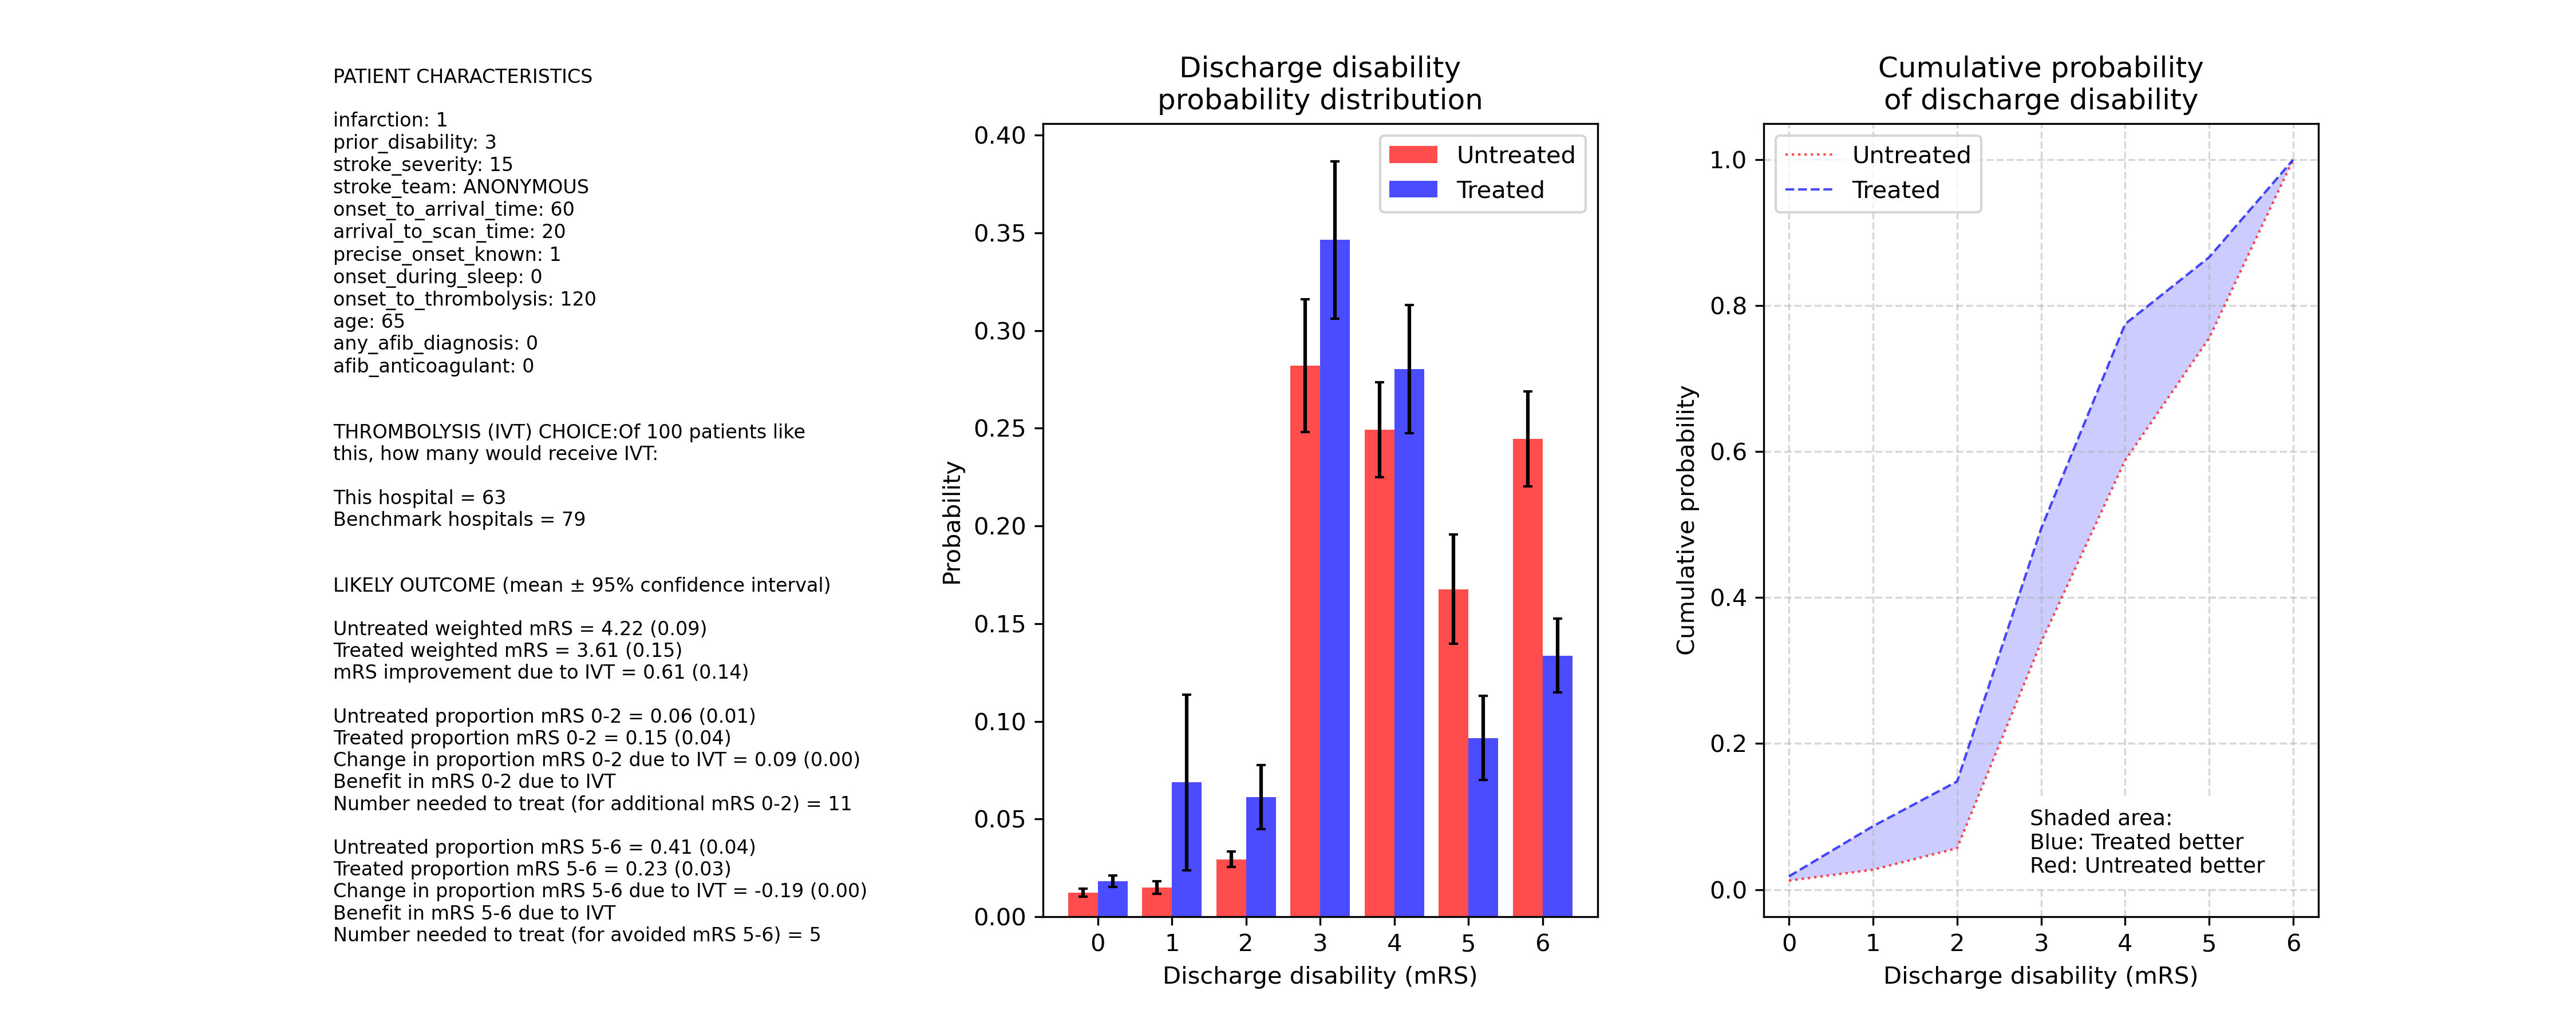 PATIENT CHARACTERISTICS
infarction: 1
prior_disability: 3
stroke_severity: 15
stroke_team: ANONYMOUS
onset_to_arrival_time: 60
arrival_to_scan_time: 20
precise_onset_known: 1
onset_during_sleep: 0
onset_to_thrombolysis: 120
age: 65
any_afib_diagnosis: 0
afib_anticoagulant: 0
THROMBOLYSIS (IVT) CHOICE:Of 100 patients like
this, how many would receive IVT:
This hospital = 63
Benchmark hospitals = 79
LIKELY OUTCOME (mean ± 95% confidence interval)
Untreated weighted mRS = 4.22 (0.09)
Treated weighted mRS = 3.61 (0.15)
mRS improvement due to IVT = 0.61 (0.14)
Untreated proportion mRS 0-2 = 0.06 (0.01)
Treated proportion mRS 0-2 = 0.15 (0.04)
Change in proportion mRS 0-2 due to IVT = 0.09 (0.00)
Benefit in mRS 0-2 due to IVT
Number needed to treat (for additional mRS 0-2) = 11
Untreated proportion mRS 5-6 = 0.41 (0.04)
Treated proportion mRS 5-6 = 0.23 (0.03)
Change in proportion mRS 5-6 due to IVT = -0.19 (0.00)
Benefit in mRS 5-6 due to IVT
Number needed to treat (for avoided mRS 5-6) = 5
Discharge disability
probability distribution
Untreated
Treated
Probability
0.40
0.35
0.30
0.25
0.20
0.15
0.10
0.05
0.00
0 1 2 3 4 5 6
Discharge disability (mRS)
Cumulative probability
of discharge disability
Untreated
Treated
Cumulative probability
1.0
0.8
0.6
0.4
0.2
0.0
Shaded area:
Blue: Treated better
Red: Untreated better
0 1 2 3 4 5 6
Discharge disability (mRS)